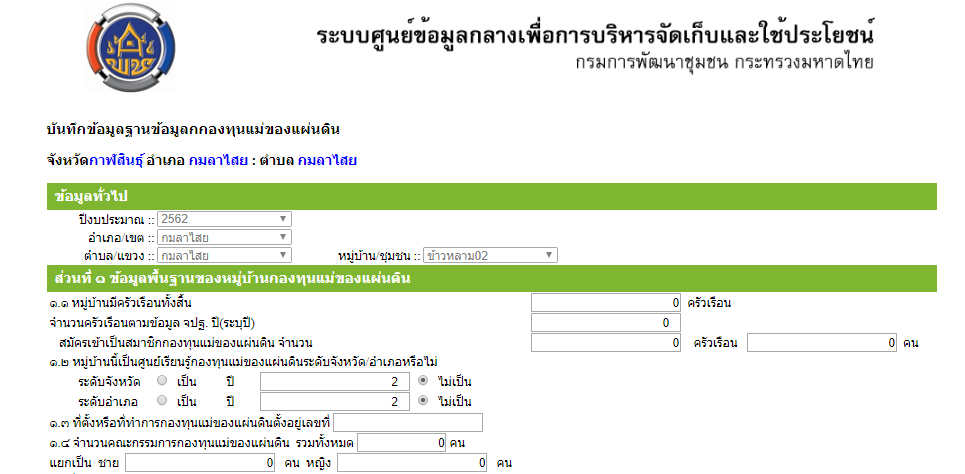 ระบบศูนย์ข้อมูลกลางเพื่อการบริหารจัดเก็บและใช้ประโยชน์
กรมการพัฒนาชุมชน กระทรวงมหาดไทย
บันทึกข้อมูลฐานข้อมูลกกองทุนแม่ของแผ่นดิน
จังหวัดกาฬสินธุ์ อำเภอ กมลาไสย : ตำบล กมลาไสย
ข้อมูลทั่วไป
ปีงบประมาณ :: 2562
อำเภอ/เขต :: กมลาไสย
ตำบล/แขวง :: กมลาไสย หมู่บ้าน/ชุมชน :: ข้าวหลาม02
ส่วนที่ ๑ ข้อมูลพื้นฐานของหมู่บ้านกองทุนแม่ของแผ่นดิน
๑.๑ หมู่บ้านมีครัวเรือนทั้งสิ้น 0 ครัวเรือน
จำนวนครัวเรือนตามข้อมูล จปฐ. ปี(ระบุปี) 0
สมัครเข้าเป็นสมาชิกกองทุนแม่ของแผ่นดิน จำนวน 0 ครัวเรือน 0 คน
๑.๒ หมู่บ้านนี้เป็นศูนย์เรียนรู้กองทุนแม่ของแผ่นดินระดับจังหวัด/อำเภอหรือไม่
ระดับจังหวัด เป็น ปี 2 ไม่เป็น
ระดับอำเภอ เป็น ปี 2 ไม่เป็น
๑.๓ ที่ตั้งหรือที่ทำการกองทุนแม่ของแผ่นดินตั้งอยู่เลขที่
๑.๔ จำนวนคณะกรรมการกองทุนแม่ของแผ่นดิน รวมทั้งหมด 0 คน
แยกเป็น ชาย 0 คน หญิง 0 คน